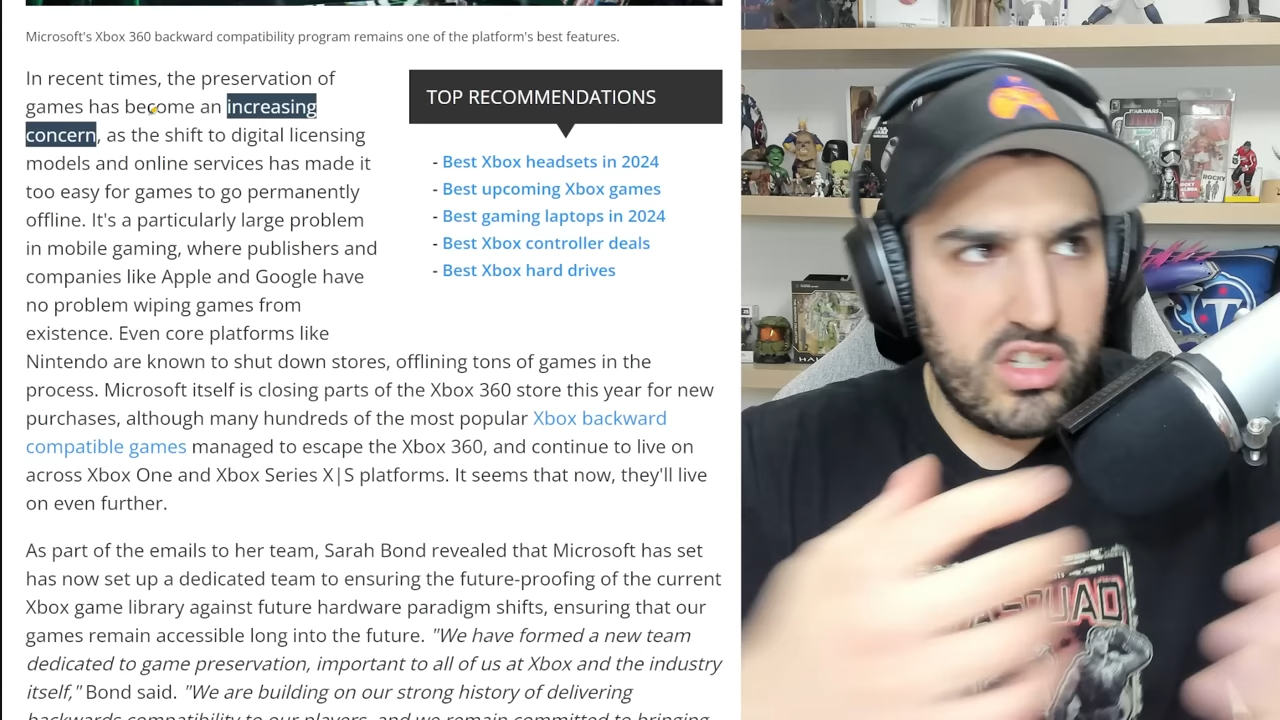 Microsoft's Xbox 360 backward compatibility program remains one of the platform's best features.
In recent times, the preservation of
games has become an increasing
concern, as the shift to digital licensing
models and online services has made it
too easy for games to go permanently
offline. It's a particularly large problem
in mobile gaming, where publishers and
companies like Apple and Google have
no problem wiping games from
existence. Even core platforms like
Nintendo are known to shut down stores, offlining tons of games in the
process. Microsoft itself is closing parts of the Xbox 360 store this year for new
purchases, although many hundreds of the most popular Xbox backward
compatible games managed to escape the Xbox 360, and continue to live on
across Xbox One and Xbox Series X|S platforms. It seems that now, they'll live
on even further.
As part of the emails to her team, Sarah Bond revealed that Microsoft has set
has now set up a dedicated team to ensuring the future-proofing of the current
Xbox game library against future hardware paradigm shifts, ensuring that our
games remain accessible long into the future. "We have formed a new team
dedicated to game preservation, important to all of us at Xbox and the industry
itself," Bond said. "We are building on our strong history of delivering
backwards compatibility to our players, and we remain committed to bringing
TOP RECOMMENDATIONS
- Best Xbox headsets in 2024
- Best upcoming Xbox games
- Best gaming laptops in 2024
- Best Xbox controller deals
- Best Xbox hard drives
ROCKY